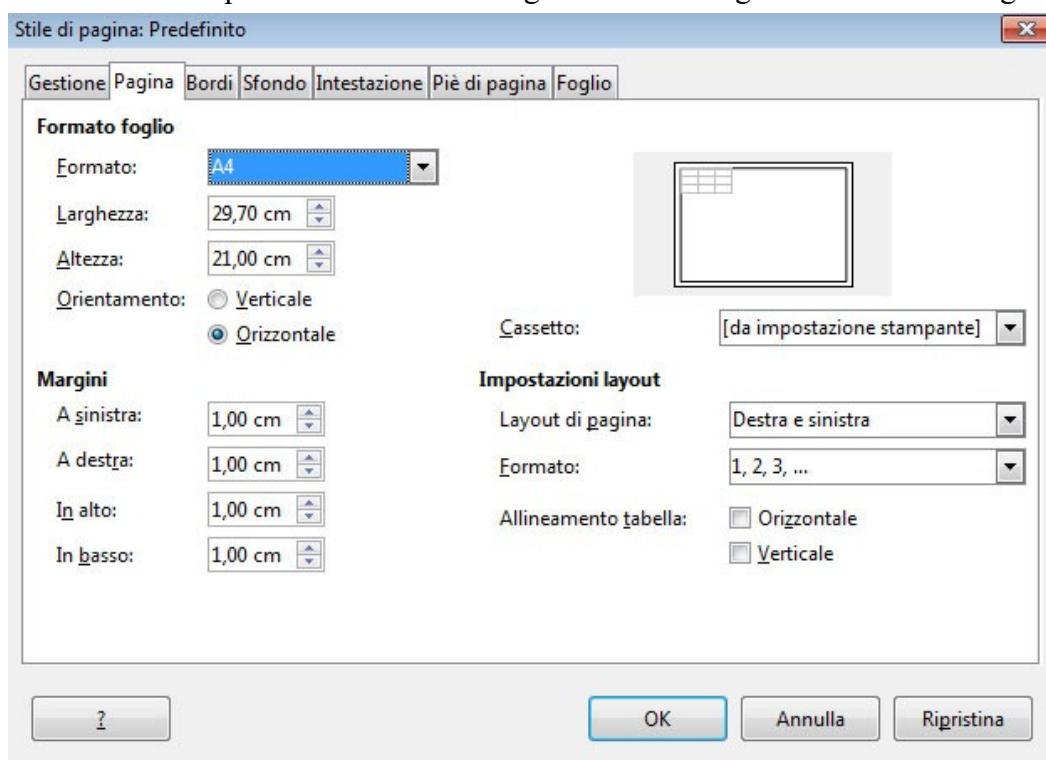 Stile di pagina: Predefinito
Gestione Pagina Bordi Sfondo Intestazione Piè di pagina Foglio
Formato foglio
Formato: A4
Larghezza: 29,70 cm
Altezza: 21,00 cm
Orientamento: Verticale
Orizzontale
Cassetto: [da impostazione stampante]
Margini
A sinistra: 1,00 cm
A destra: 1,00 cm
In alto: 1,00 cm
In basso: 1,00 cm
Impostazioni layout
Layout di pagina: Destra e sinistra
Formato: 1, 2, 3, ...
Allineamento tabella: Orizzontale
Verticale
? OK Annulla Ripristina